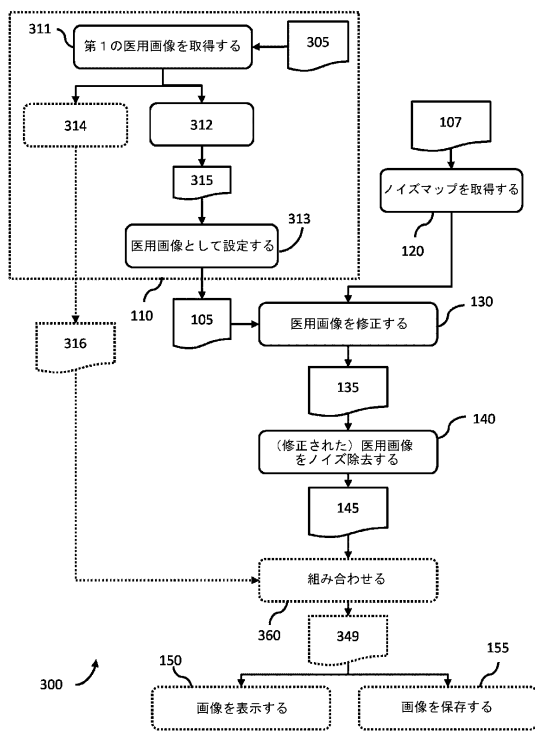 311
第１の医用画像を取得する
305
314
312
107
315
ノイズマップを取得する
120
313
医用画像として設定する
110
105
130
医用画像を修正する
316
135
140
（修正された）医用画像
をノイズ除去する
145
組み合わせる
360
349
150
155
300
画像を表示する
画像を保存する